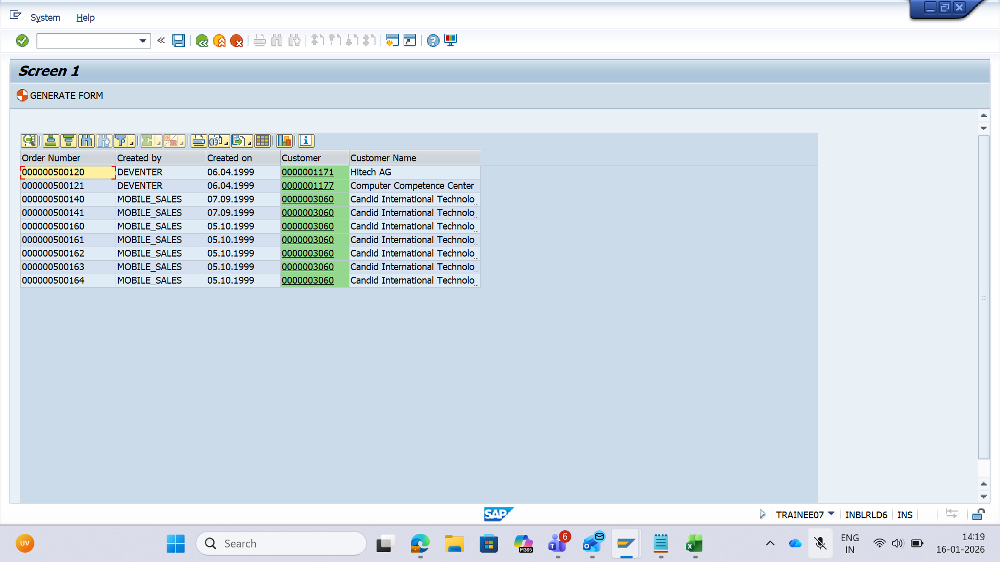 System Help
Screen 1
GENERATE FORM
Order Number Created by Created on Customer Customer Name
000000500120 DEVENTER 06.04.1999 0000001171 Hitech AG
000000500121 DEVENTER 06.04.1999 0000001177 Computer Competence Center
000000500140 MOBILE_SALES 07.09.1999 0000003060 Candid International Technolo...
000000500141 MOBILE_SALES 07.09.1999 0000003060 Candid International Technolo...
000000500160 MOBILE_SALES 05.10.1999 0000003060 Candid International Technolo...
000000500161 MOBILE_SALES 05.10.1999 0000003060 Candid International Technolo...
000000500162 MOBILE_SALES 05.10.1999 0000003060 Candid International Technolo...
000000500163 MOBILE_SALES 05.10.1999 0000003060 Candid International Technolo...
000000500164 MOBILE_SALES 05.10.1999 0000003060 Candid International Technolo...
SAP TRAINEE07 INBLRLD6 INS
UV Search M365 T 6 O X ENG 14:19
IN 16-01-2026